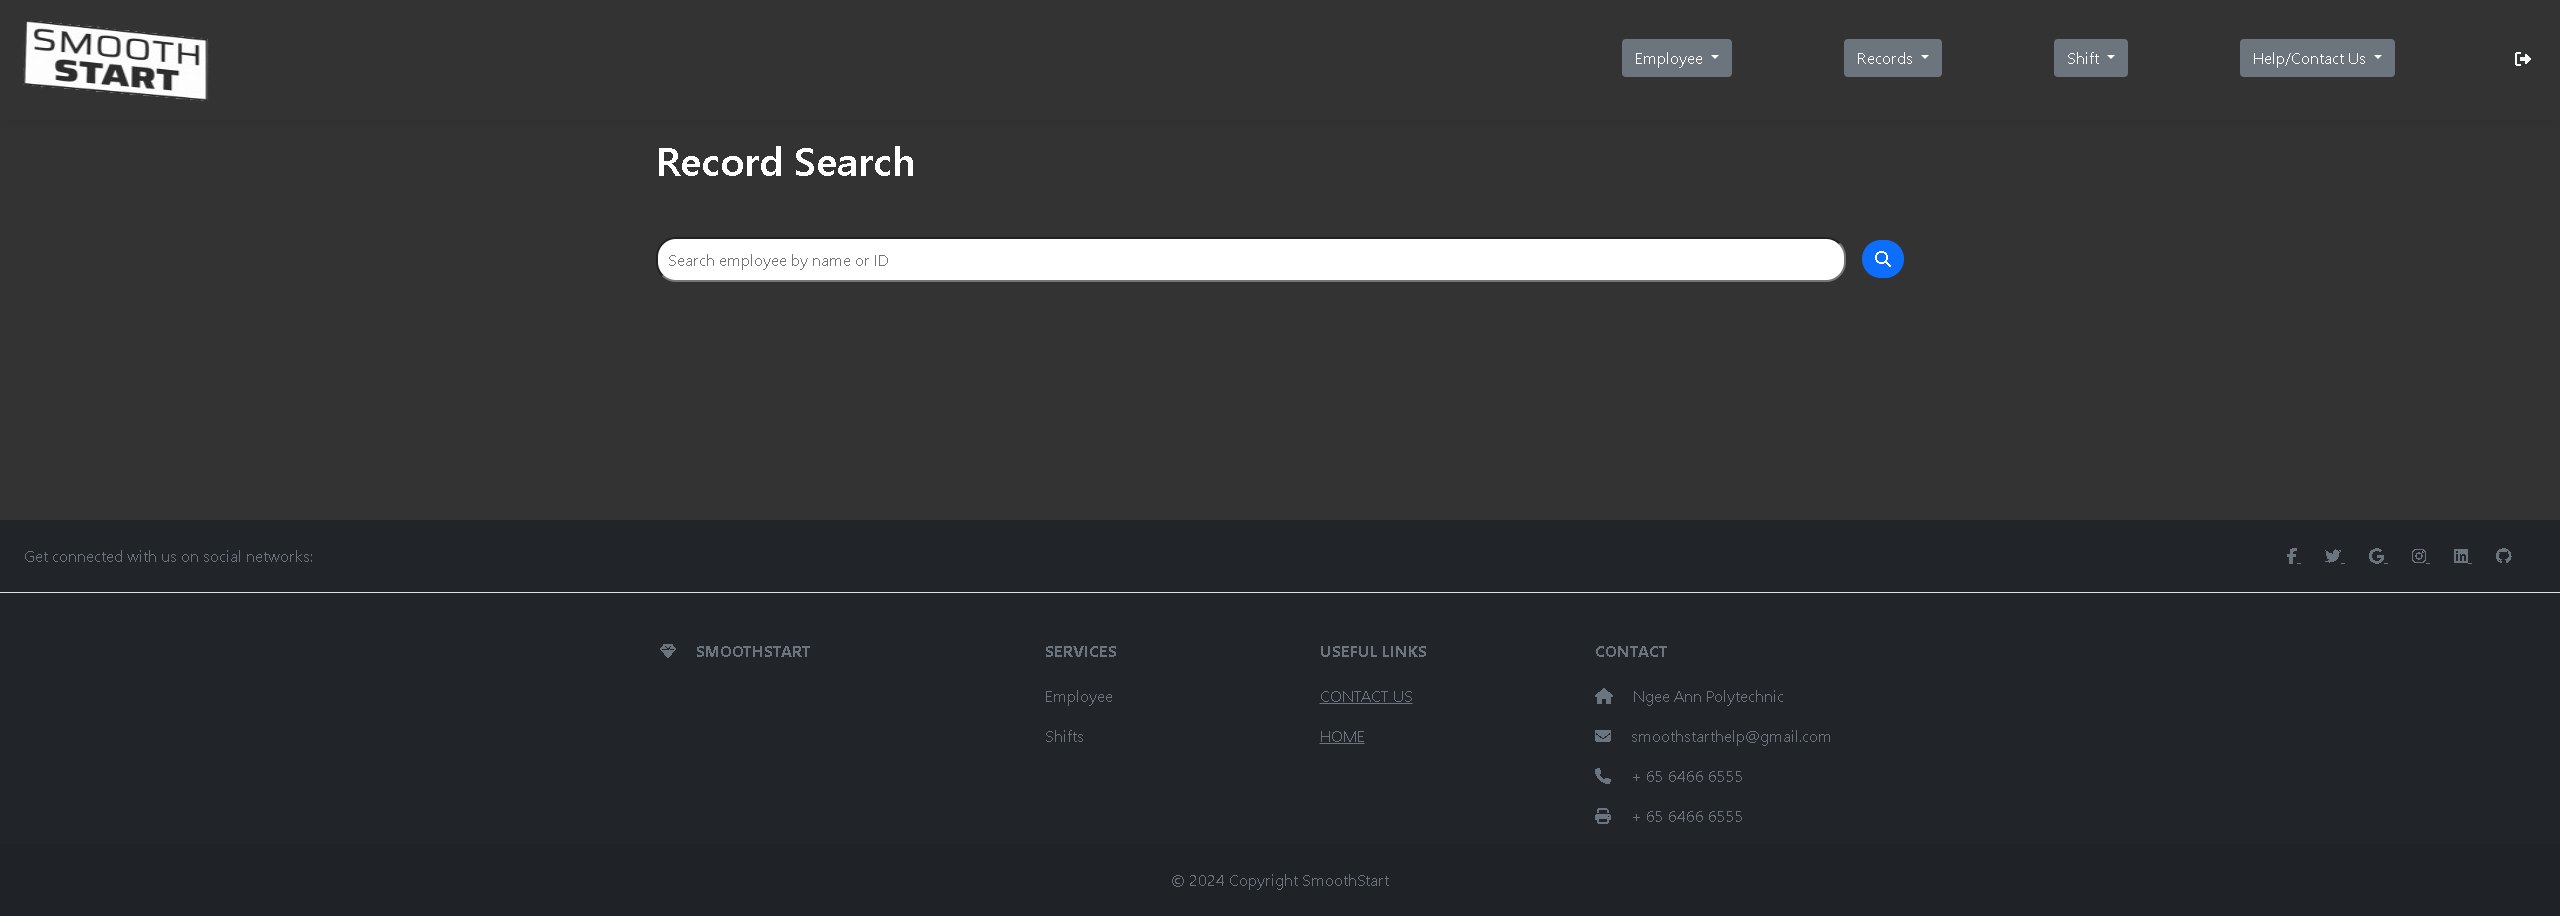 SMOOTH
START
Employee
Records
Shift
Help/Contact Us
Record Search
Search employee by name or ID
Get connected with us on social networks:
SMOOTHSTART
SERVICES
Employee
Shifts
USEFUL LINKS
CONTACT US
HOME
CONTACT
Ngee Ann Polytechnic
smoothstarthelp@gmail.com
+ 65 6466 6555
+ 65 6466 6555
© 2024 Copyright SmoothStart